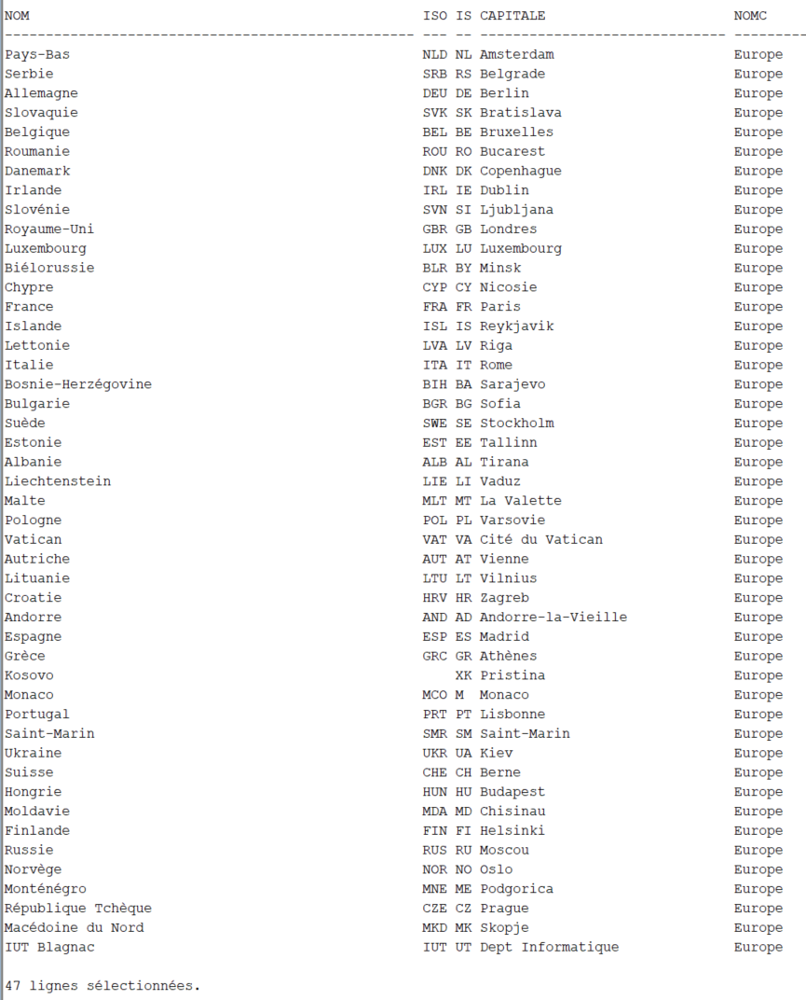 NOM ISO IS CAPITALE NOMC
----------------------------------------------- --- -- ---------------------------- --------
Pays-Bas NLD NL Amsterdam Europe
Serbie SRB RS Belgrade Europe
Allemagne DEU DE Berlin Europe
Slovaquie SVK SK Bratislava Europe
Belgique BEL BE Bruxelles Europe
Roumanie ROU RO Bucarest Europe
Danemark DNK DK Copenhague Europe
Irlande IRL IE Dublin Europe
Slovénie SVN SI Ljubljana Europe
Royaume-Uni GBR GB Londres Europe
Luxembourg LUX LU Luxembourg Europe
Biélorussie BLR BY Minsk Europe
Chypre CYP CY Nicosie Europe
France FRA FR Paris Europe
Islande ISL IS Reykjavik Europe
Lettonie LVA LV Riga Europe
Italie ITA IT Rome Europe
Bosnie-Herzégovine BIH BA Sarajevo Europe
Bulgarie BGR BG Sofia Europe
Suède SWE SE Stockholm Europe
Estonie EST EE Tallinn Europe
Albanie ALB AL Tirana Europe
Liechtenstein LIE LI Vaduz Europe
Malte MLT MT La Valette Europe
Pologne POL PL Varsovie Europe
Vatican VAT VA Cité du Vatican Europe
Autriche AUT AT Vienne Europe
Lituanie LTU LT Vilnius Europe
Croatie HRV HR Zagreb Europe
Andorre AND AD Andorre-la-Vieille Europe
Espagne ESP ES Madrid Europe
Grèce GRC GR Athènes Europe
Kosovo XK Pristina Europe
Monaco MCO M Monaco Europe
Portugal PRT PT Lisbonne Europe
Saint-Marin SMR SM Saint-Marin Europe
Ukraine UKR UA Kiev Europe
Suisse CHE CH Berne Europe
Hongrie HUN HU Budapest Europe
Moldavie MDA MD Chisinau Europe
Finlande FIN FI Helsinki Europe
Russie RUS RU Moscou Europe
Norvège NOR NO Oslo Europe
Monténégro MNE ME Podgorica Europe
République Tchèque CZE CZ Prague Europe
Macédoine du Nord MKD MK Skopje Europe
IUT Blagnac IUT UT Dept Informatique Europe
47 lignes sélectionnées.